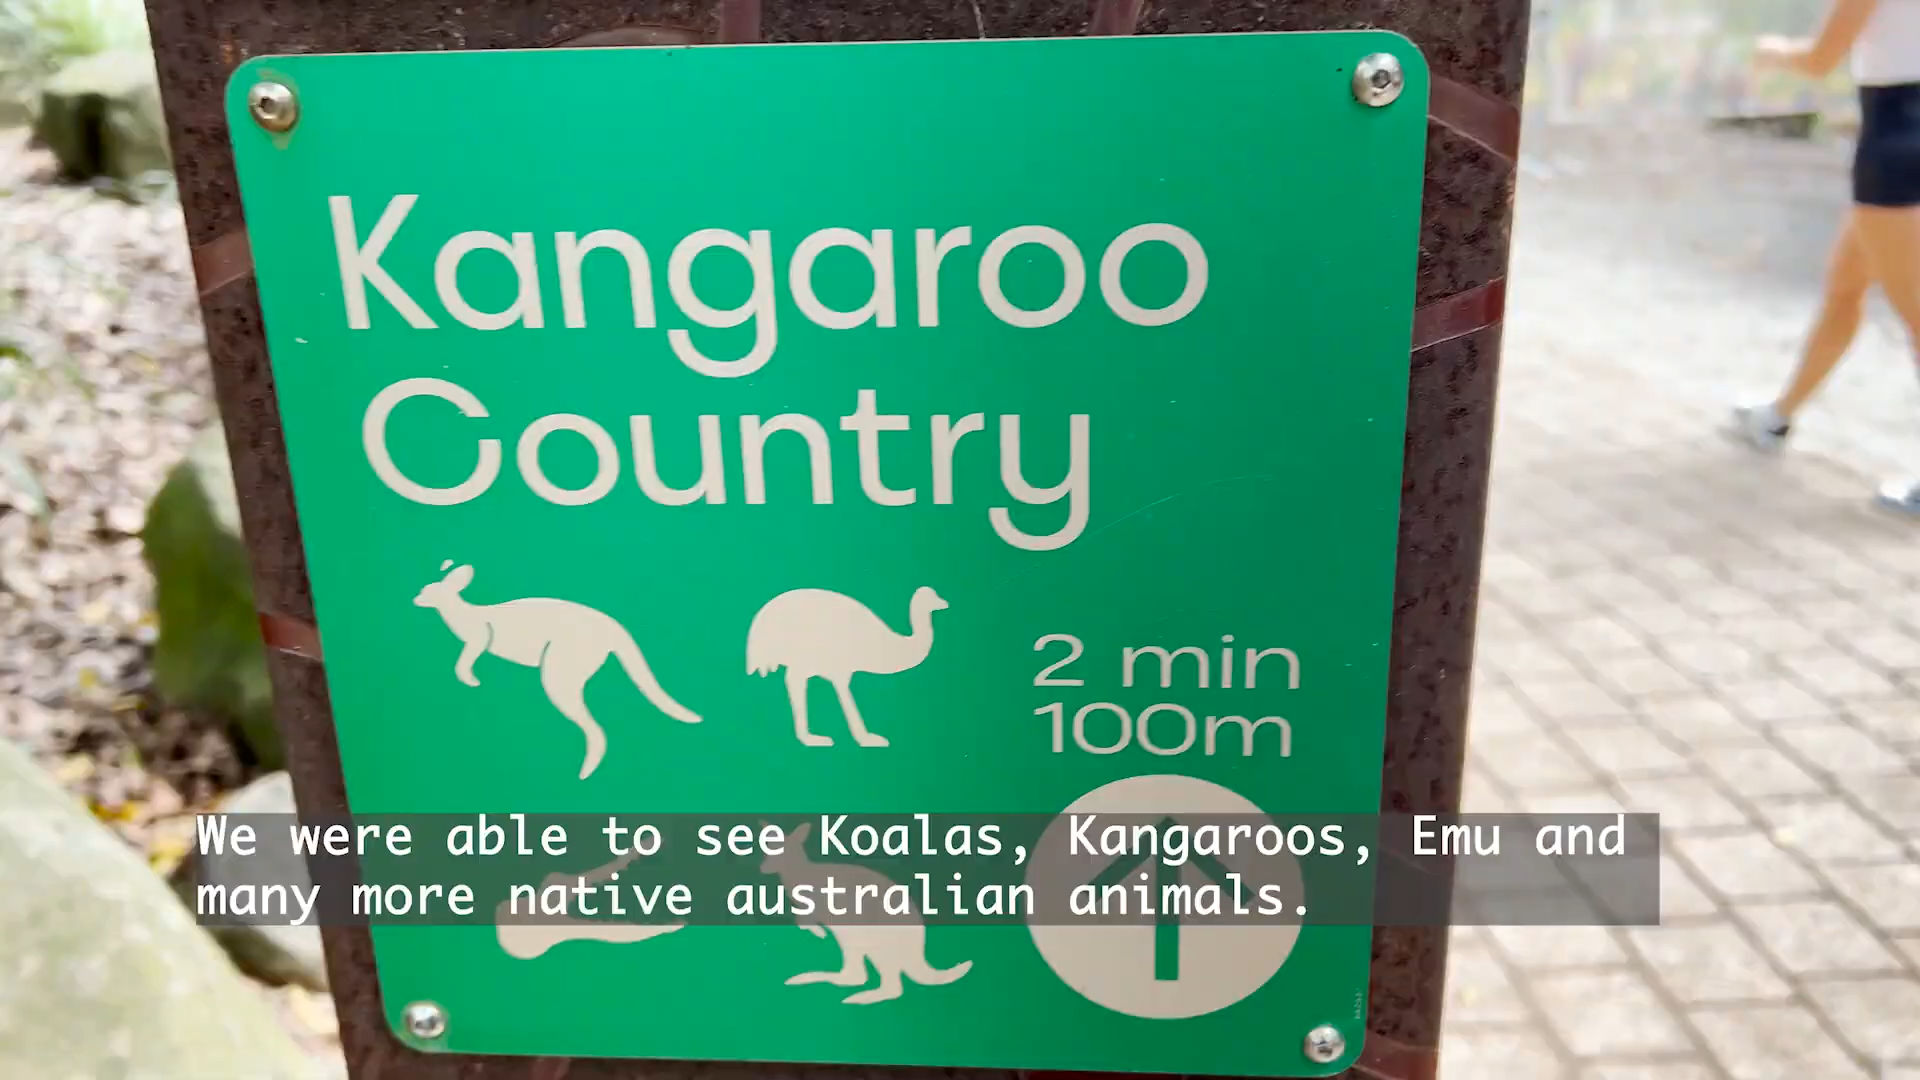 Kangaroo
Country
2 min
100m
We were able to see Koalas, Kangaroos, Emu and
many more native australian animals.